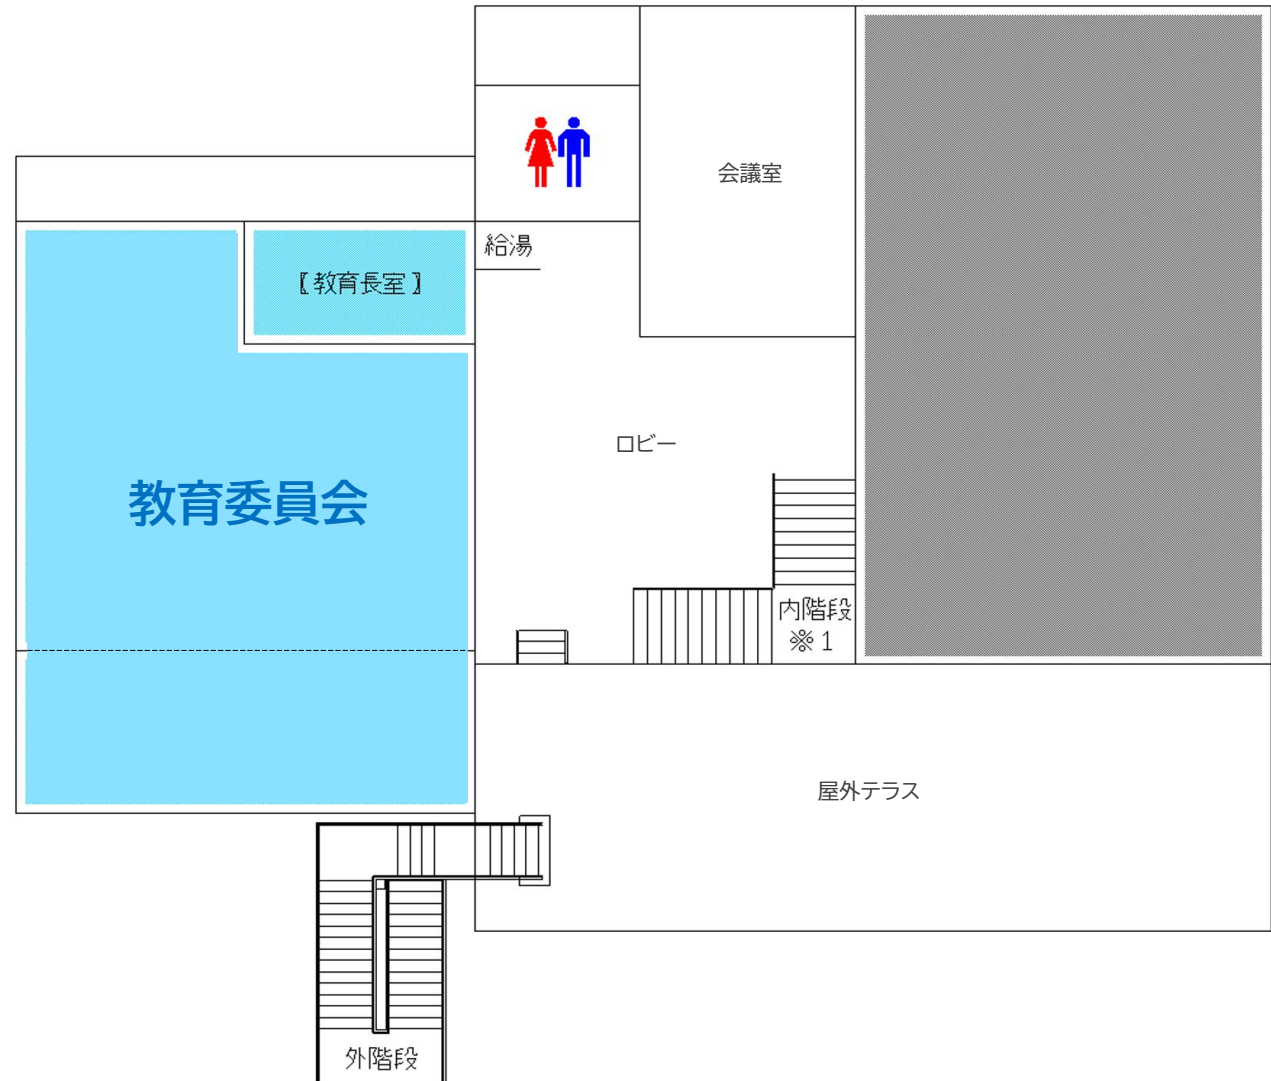 会議室
給湯
【教育長室】
ロビー
教育委員会
内階段
※1
屋外テラス
外階段